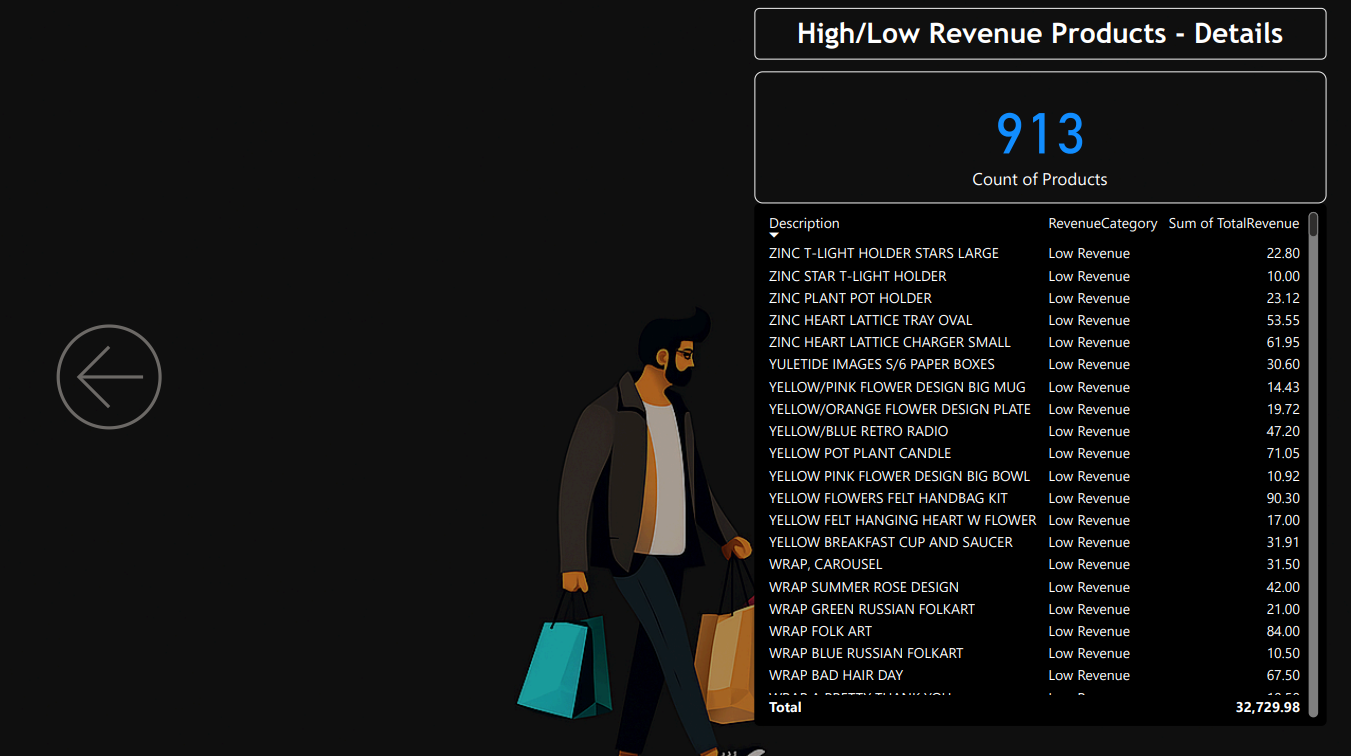 High/Low Revenue Products - Details
913
Count of Products
Description RevenueCategory Sum of TotalRevenue
ZINC T-LIGHT HOLDER STARS LARGE Low Revenue 22.80
ZINC STAR T-LIGHT HOLDER Low Revenue 10.00
ZINC PLANT POT HOLDER Low Revenue 23.12
ZINC HEART LATTICE TRAY OVAL Low Revenue 53.55
ZINC HEART LATTICE CHARGER SMALL Low Revenue 61.95
YULETIDE IMAGES S/6 PAPER BOXES Low Revenue 30.60
YELLOW/PINK FLOWER DESIGN BIG MUG Low Revenue 14.43
YELLOW/ORANGE FLOWER DESIGN PLATE Low Revenue 19.72
YELLOW/BLUE RETRO RADIO Low Revenue 47.20
YELLOW POT PLANT CANDLE Low Revenue 71.05
YELLOW PINK FLOWER DESIGN BIG BOWL Low Revenue 10.92
YELLOW FLOWERS FELT HANDBAG KIT Low Revenue 90.30
YELLOW FELT HANGING HEART W FLOWER Low Revenue 17.00
YELLOW BREAKFAST CUP AND SAUCER Low Revenue 31.91
WRAP, CAROUSEL Low Revenue 31.50
WRAP SUMMER ROSE DESIGN Low Revenue 42.00
WRAP GREEN RUSSIAN FOLKART Low Revenue 21.00
WRAP FOLK ART Low Revenue 84.00
WRAP BLUE RUSSIAN FOLKART Low Revenue 10.50
WRAP BAD HAIR DAY Low Revenue 67.50
Total 32,729.98